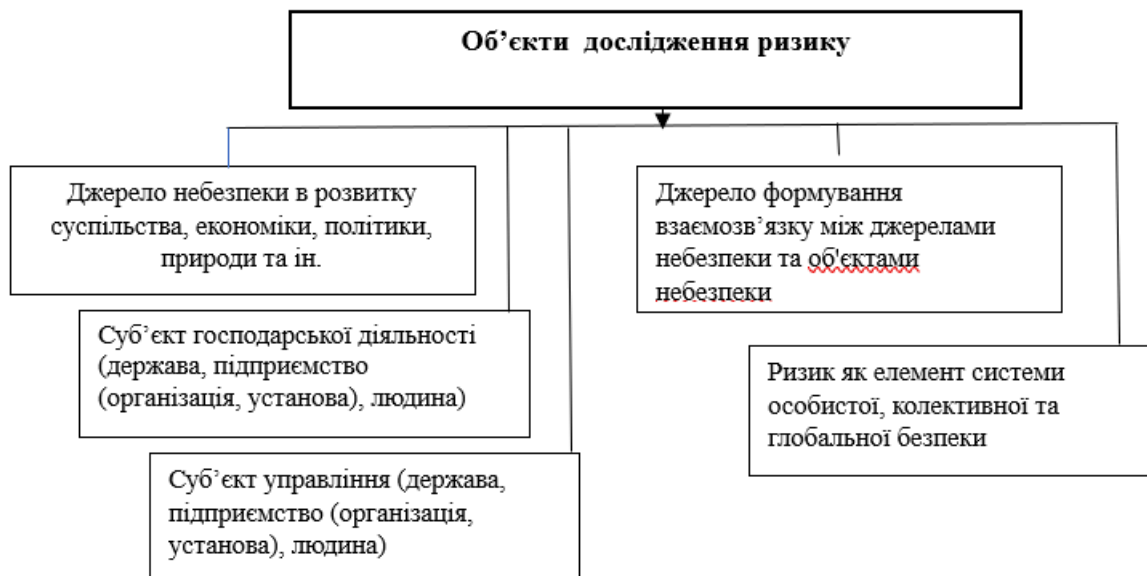 Об’єкти дослідження ризику
Джерело небезпеки в розвитку
суспільства, економіки, політики,
природи та ін.
Суб’єкт господарської діяльності
(держава, підприємство
(організація, установа), людина)
Суб’єкт управління (держава,
підприємство (організація,
установа), людина)
Джерело формування
взаємозв’язку між джерелами
небезпеки та об'єктами
небезпеки
Ризик як елемент системи
особистої, колективної та
глобальної безпеки